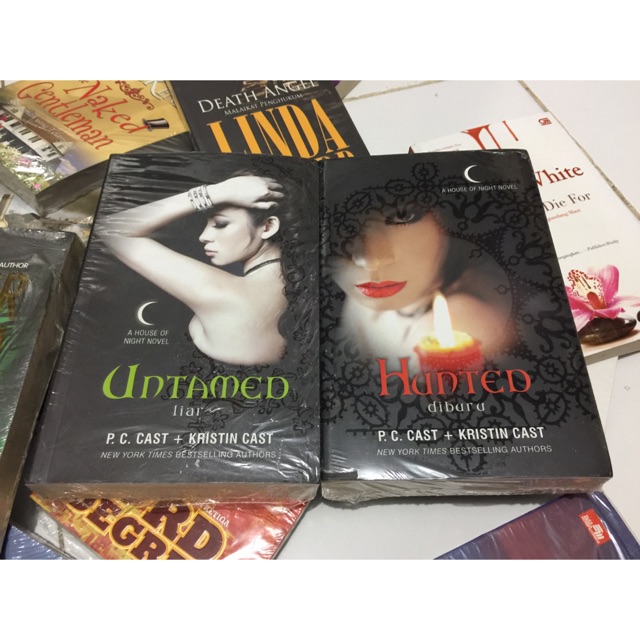 Naked
Gentleman
DEATH ANGEL
MALAIKAT PENGHUKUM
LINDA
White
Die For
AUTHOR
A HOUSE OF
NIGHT NOVEL
UNTAMED
liar
P. C. CAST + KRISTIN CAST
NEW YORK TIMES BESTSELLING AUTHORS
A HOUSE OF NIGHT NOVEL
HUNTED
diburu
P. C. CAST + KRISTIN CAST
NEW YORK TIMES BESTSELLING AUTHORS